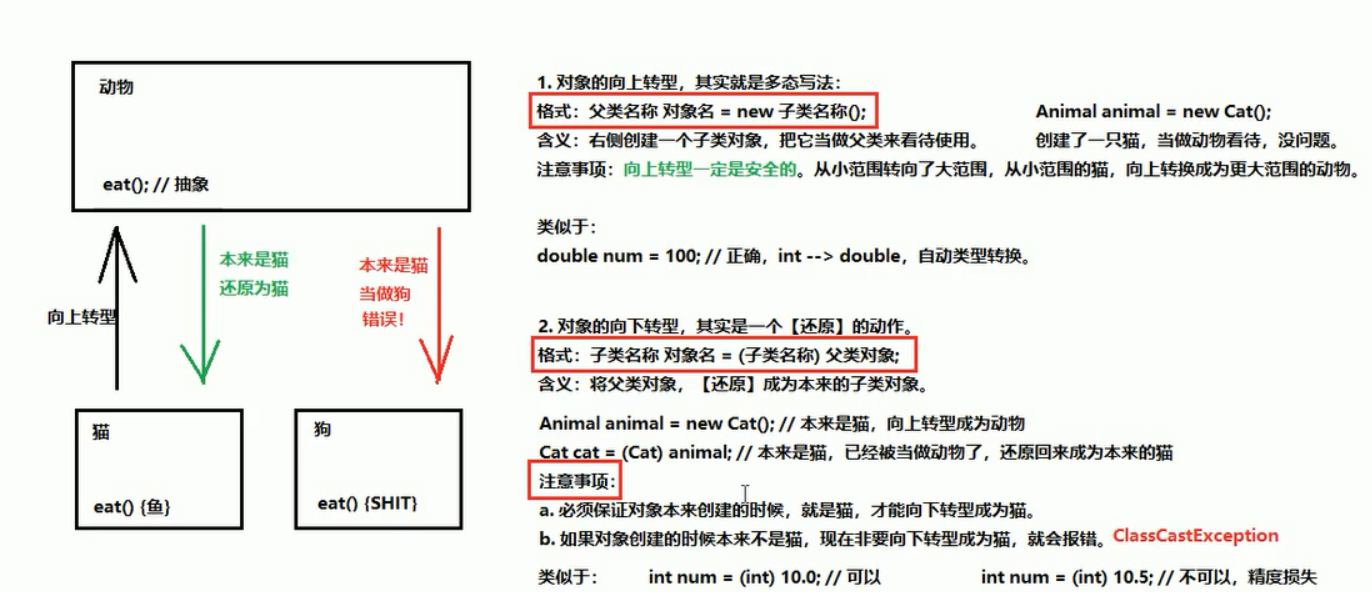 动物
eat(); // 抽象
本来是猫
还原为猫
本来是猫
当做狗
错误!
向上转型
猫
eat() {鱼}
狗
eat() {SHIT}
1. 对象的向上转型，其实就是多态写法：
格式：父类名称 对象名 = new 子类名称();
Animal animal = new Cat();
含义：右侧创建一个子类对象，把它当做父类来看待使用。
创建了一只猫，当做动物看待，没问题。
注意事项：向上转型一定是安全的。从小范围转向了大范围，从小范围的猫，向上转换成为更大范围的动物。
类似于：
double num = 100; // 正确，int --> double，自动类型转换。
2. 对象的向下转型，其实是一个【还原】的动作。
格式：子类名称 对象名 = (子类名称) 父类对象;
含义：将父类对象，【还原】成为本来的子类对象。
Animal animal = new Cat(); // 本来是猫，向上转型成为动物
Cat cat = (Cat) animal; // 本来是猫，已经被当做动物了，还原回来成为本来的猫
注意事项：
a. 必须保证对象本来创建的时候，就是猫，才能向下转型成为猫。
b. 如果对象创建的时候本来不是猫，现在非要向下转型成为猫，就会报错。ClassCastException
类似于： int num = (int) 10.0; // 可以 int num = (int) 10.5; // 不可以，精度损失